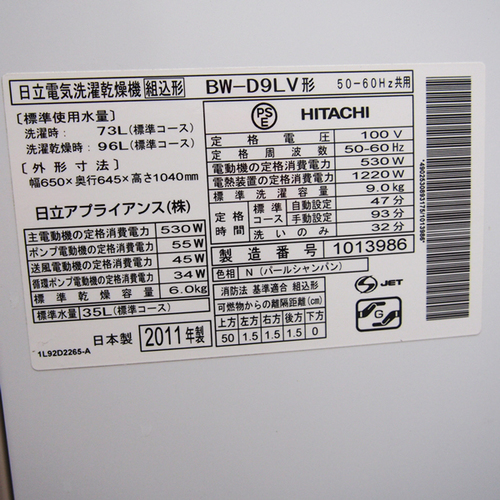 日立電気洗濯乾燥機 組込形 BW-D9LV形 50-60Hz共用
〔標準使用水量〕
洗濯時： 73L(標準コース)
洗濯乾燥時： 96L(標準コース)
〔外形寸法〕
幅650×奥行645×高さ1040mm
日立アプライアンス(株)
主電動機の定格消費電力 530W
ポンプ電動機の定格消費電力 55W
送風電動機の定格消費電力 45W
循環ポンプ電動機の定格消費電力 34W
標準乾燥容量 6.0kg
標準水量 35L(標準コース)
日本製 2011年製
1L92D2265-A
PSE HITACHI
定格電圧 100V
定格周波数 50-60Hz
電動機の定格消費電力 530W
電熱装置の定格消費電力 1220W
標準洗濯容量 9.0kg
定格時間 標準コース 自動設定 47分
手動設定 93分
洗いのみ 32分
製造番号 1013986
色相 N(パールシャンパン)
消防法 基準適合 組込形
可燃物からの離隔距離(cm)
上方 左方 右方 後方 下方
50 1.5 1.5 1.5 0
S JET